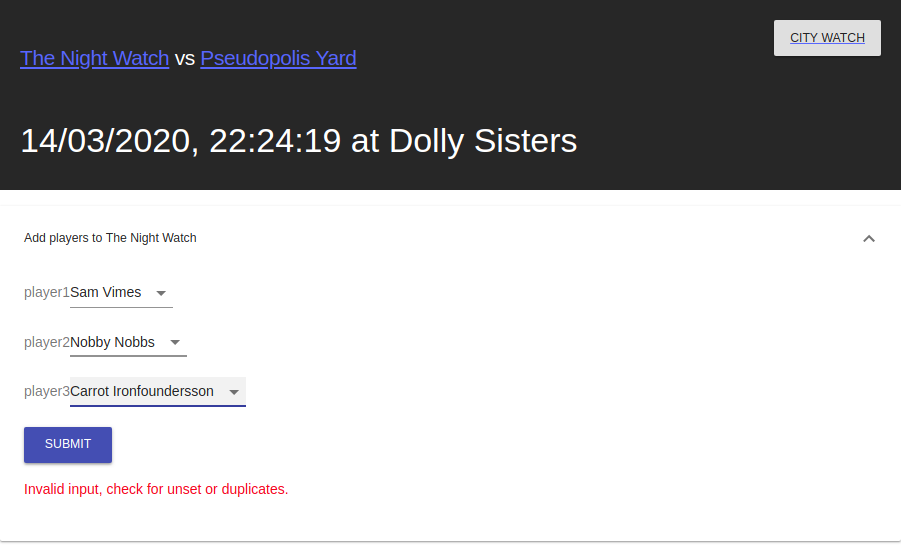 The Night Watch vs Pseudopolis Yard
CITY WATCH
14/03/2020, 22:24:19 at Dolly Sisters
Add players to The Night Watch
player1 Sam Vimes
player2 Nobby Nobbs
player3 Carrot Ironfoundersson
SUBMIT
Invalid input, check for unset or duplicates.